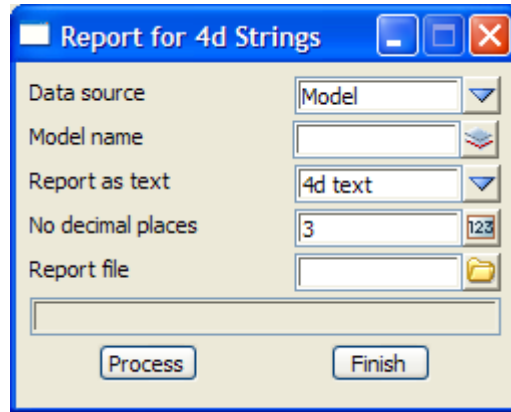 Report for 4d Strings
Data source Model
Model name
Report as text 4d text
No decimal places 3 123
Report file
Process Finish